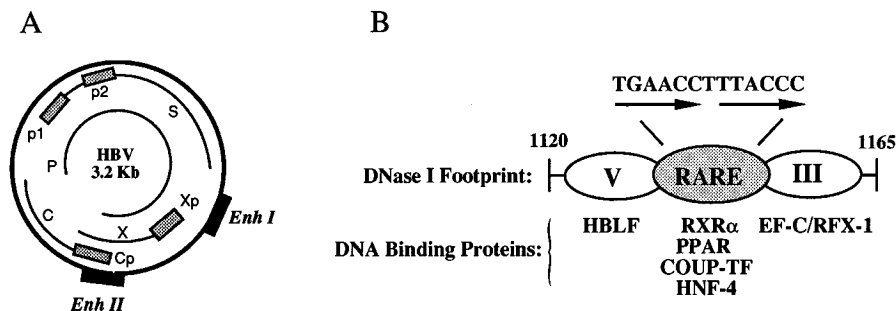 A
p2
p1
S
HBV
3.2 Kb
P
Xp
C
X
Enh I
Cp
Enh II
B
TGAACCTTTACCC
1120
1165
DNase I Footprint:
V
RARE
III
DNA Binding Proteins:
HBLF
RXRα
EF-C/RFX-1
PPAR
COUP-TF
HNF-4